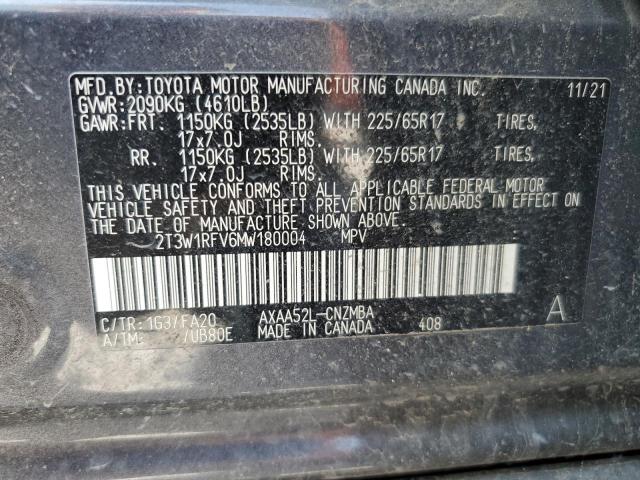 MFD.BY:TOYOTA MOTOR MANUFACTURING CANADA INC. 11/21
GVWR:2090KG (4610LB)
GAWR:FRT. 1150KG (2535LB) WITH 225/65R17 TIRES,
17x7.0J RIMS.
RR. 1150KG (2535LB) WITH 225/65R17 TIRES,
17x7.0J RIMS.
THIS VEHICLE CONFORMS TO ALL APPLICABLE FEDERAL MOTOR
VEHICLE SAFETY AND THEFT PREVENTION STANDARDS IN EFFECT ON
THE DATE OF MANUFACTURE SHOWN ABOVE.
2T3W1RFV6MW180004 MPV
C/TR:1G3/FA20 AXAA52L-CNZMBA A
A/TM: /UB80E MADE IN CANADA 408